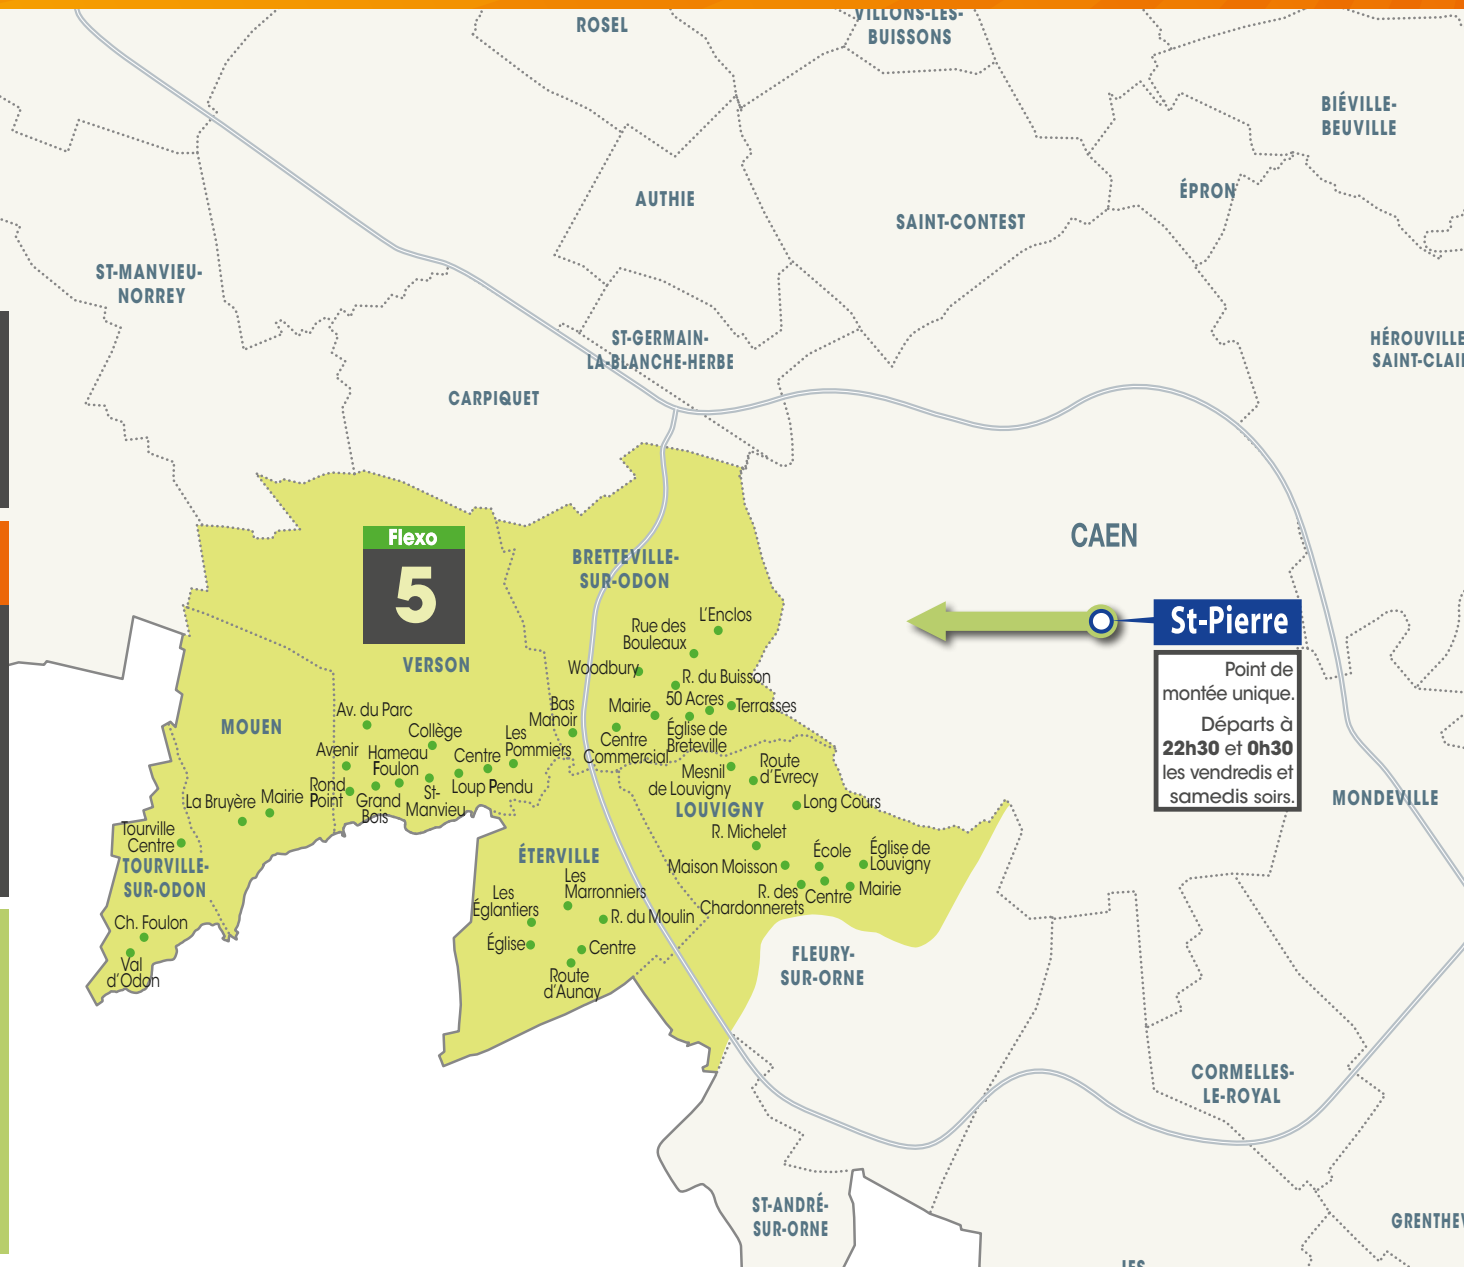 ROSEL
VILLONS-LES-
BUISSONS
BIÉVILLE-
BEUVILLE
AUTHIE
ÉPRON
SAINT-CONTEST
ST-MANVIEU-
NORREY
ST-GERMAIN-
LA-BLANCHE-HERBE
HÉROUVILLE
SAINT-CLAI
CARPIQUET
CAEN
Flexo
5
BRETTEVILLE-
SUR-ODON
VERSON
St-Pierre
Point de
montée unique.
Départs à
22h30 et 0h30
les vendredis et
samedis soirs.
L'Enclos
Rue des
Bouleaux
Woodbury
R. du Buisson
50 Acres
Terrasses
Mairie
Église de
Breteville
Centre
Commercial
Bas
Manoir
MOUEN
Av. du Parc
Collège
Les
Pommiers
Centre
Avenir
Hameau
Foulon
Loup Pendu
Rond
Point
Grand
Bois
St-
Manvieu
La Bruyère
Mairie
Tourville
Centre
TOURVILLE-
SUR-ODON
Ch. Foulon
Val
d'Odon
Mesnil
de Louvigny
Route
d'Evrecy
LOUVIGNY
Long Cours
R. Michelet
École
Église de
Louvigny
Maison Moisson
R. des
Chardonnerets
Centre
Mairie
MONDEVILLE
ÉTERVILLE
Les
Marronniers
Les
Églantiers
R. du Moulin
Église
Centre
Route
d'Aunay
FLEURY-
SUR-ORNE
CORMELLES-
LE-ROYAL
ST-ANDRÉ-
SUR-ORNE
GRENTHEV